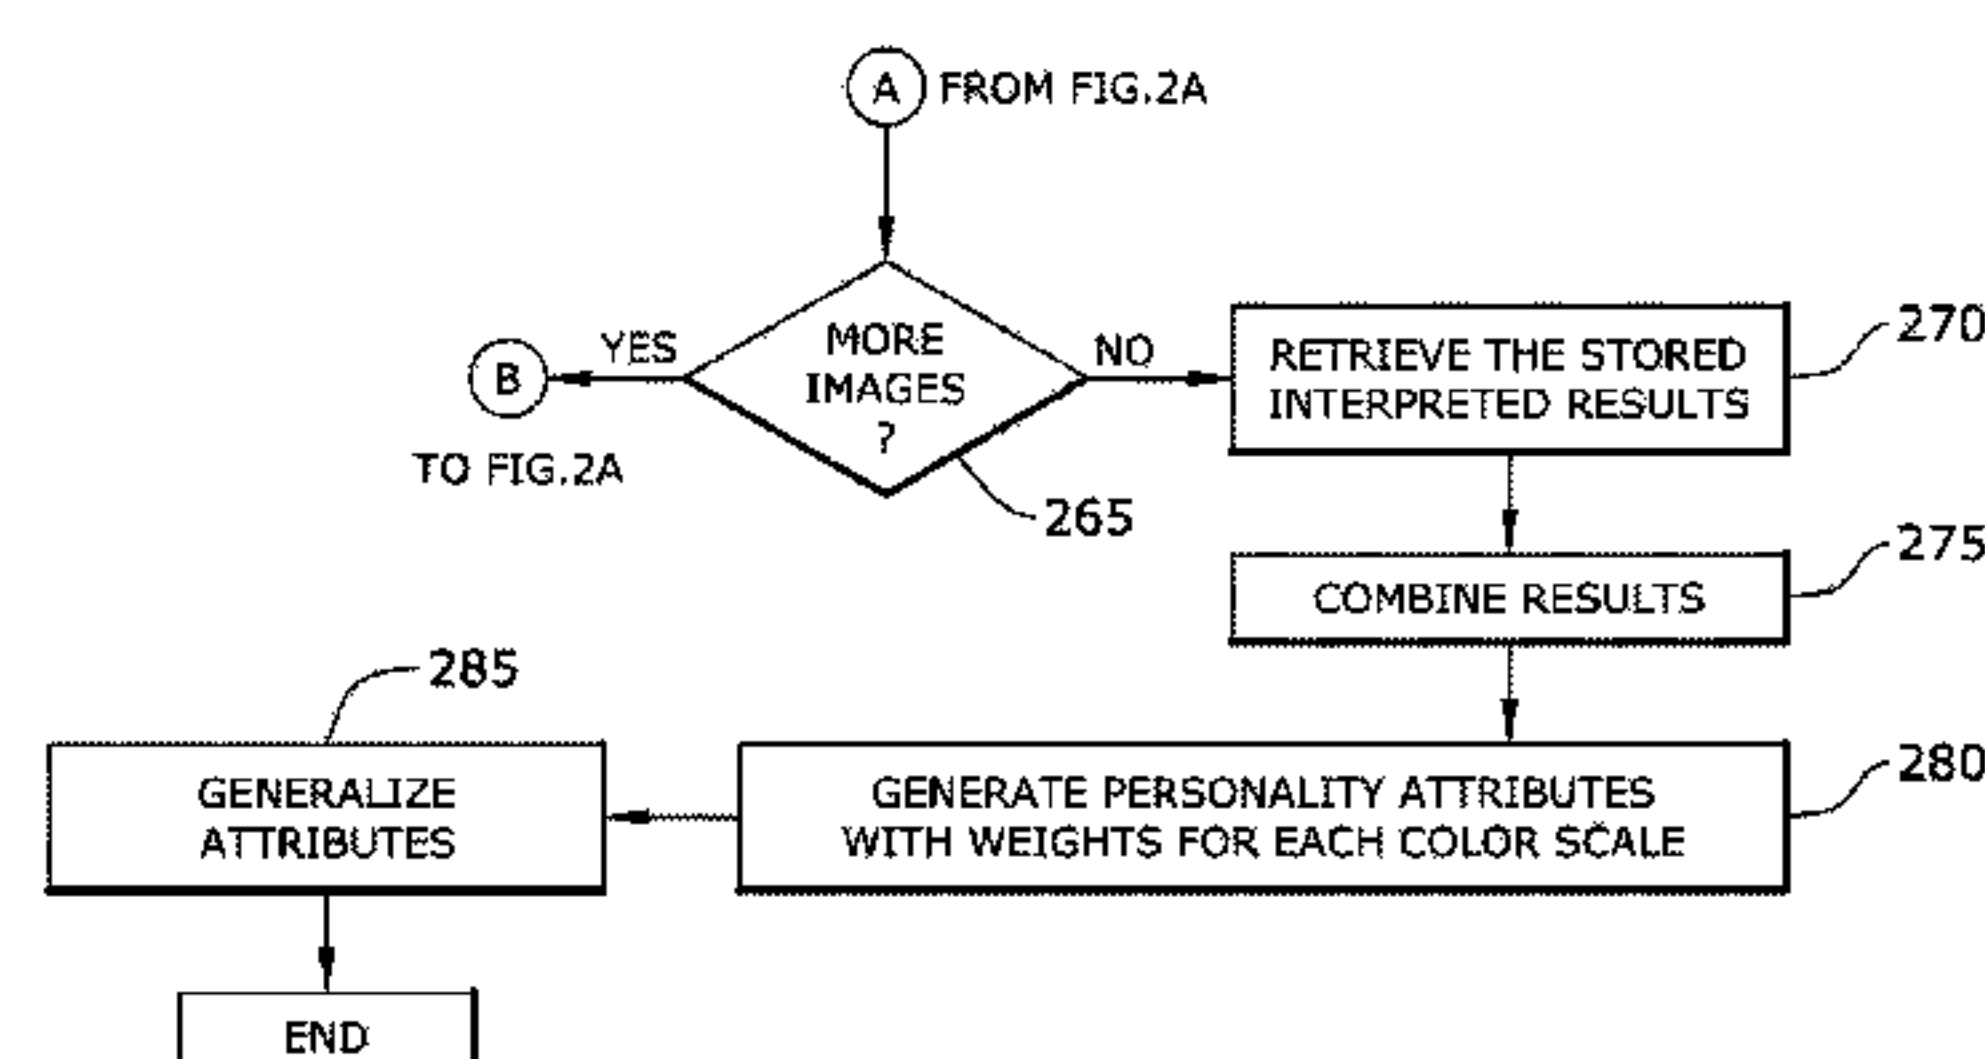 A FROM FIG.2A
YES
MORE
IMAGES
?
NO
B
TO FIG.2A
265
RETRIEVE THE STORED
INTERPRETED RESULTS
270
COMBINE RESULTS
275
GENERATE PERSONALITY ATTRIBUTES
WITH WEIGHTS FOR EACH COLOR SCALE
280
285
GENERALIZE
ATTRIBUTES
END